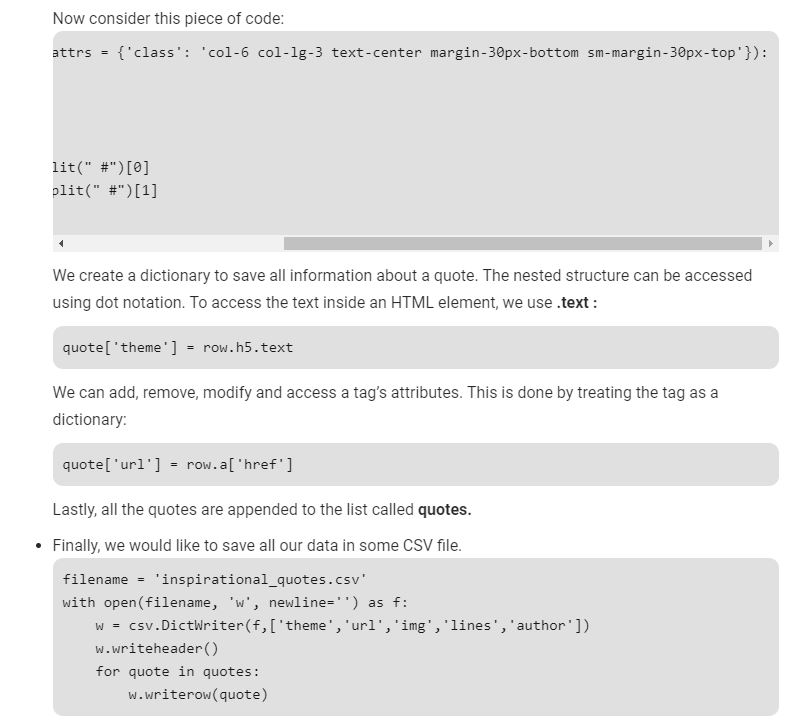 Now consider this piece of code:
attrs = {'class': 'col-6 col-lg-3 text-center margin-30px-bottom sm-margin-30px-top'}):
lit(" #")[0]
plit(" #")[1]
We create a dictionary to save all information about a quote. The nested structure can be accessed
using dot notation. To access the text inside an HTML element, we use .text :
quote['theme'] = row.h5.text
We can add, remove, modify and access a tag’s attributes. This is done by treating the tag as a
dictionary:
quote['url'] = row.a['href']
Lastly, all the quotes are appended to the list called quotes.
• Finally, we would like to save all our data in some CSV file.
filename = 'inspirational_quotes.csv'
with open(filename, 'w', newline='') as f:
    w = csv.DictWriter(f,['theme','url','img','lines','author'])
    w.writeheader()
    for quote in quotes:
        w.writerow(quote)